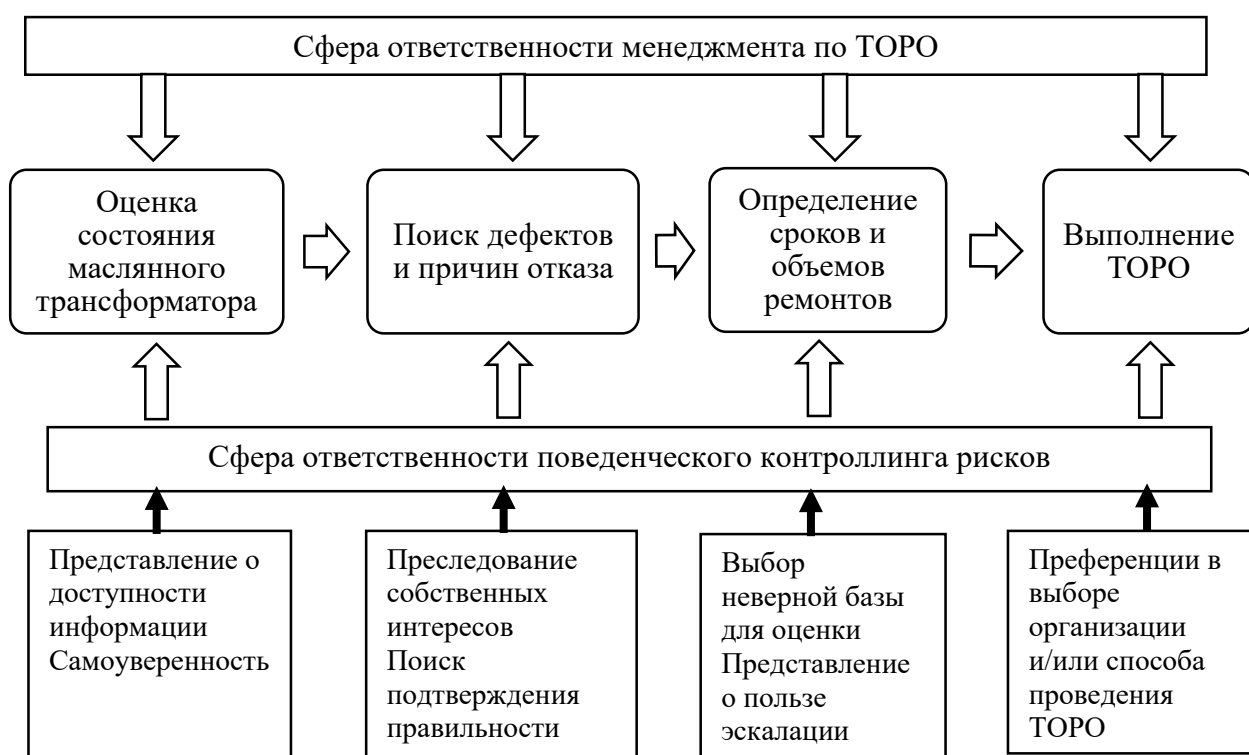 Сфера ответственности менеджмента по ТОРО
Оценка
состояния
маслянного
трансформатора
Поиск дефектов
и причин отказа
Определение
сроков и
объемов
ремонтов
Выполнение
ТОРО
Сфера ответственности поведенческого контроллинга рисков
Представление о
доступности
информации
Самоуверенность
Преследование
собственных
интересов
Поиск
подтверждения
правильности
Выбор
неверной базы
для оценки
Представление
о пользе
эскалации
Преференции в
выборе
организации
и/или способа
проведения
ТОРО